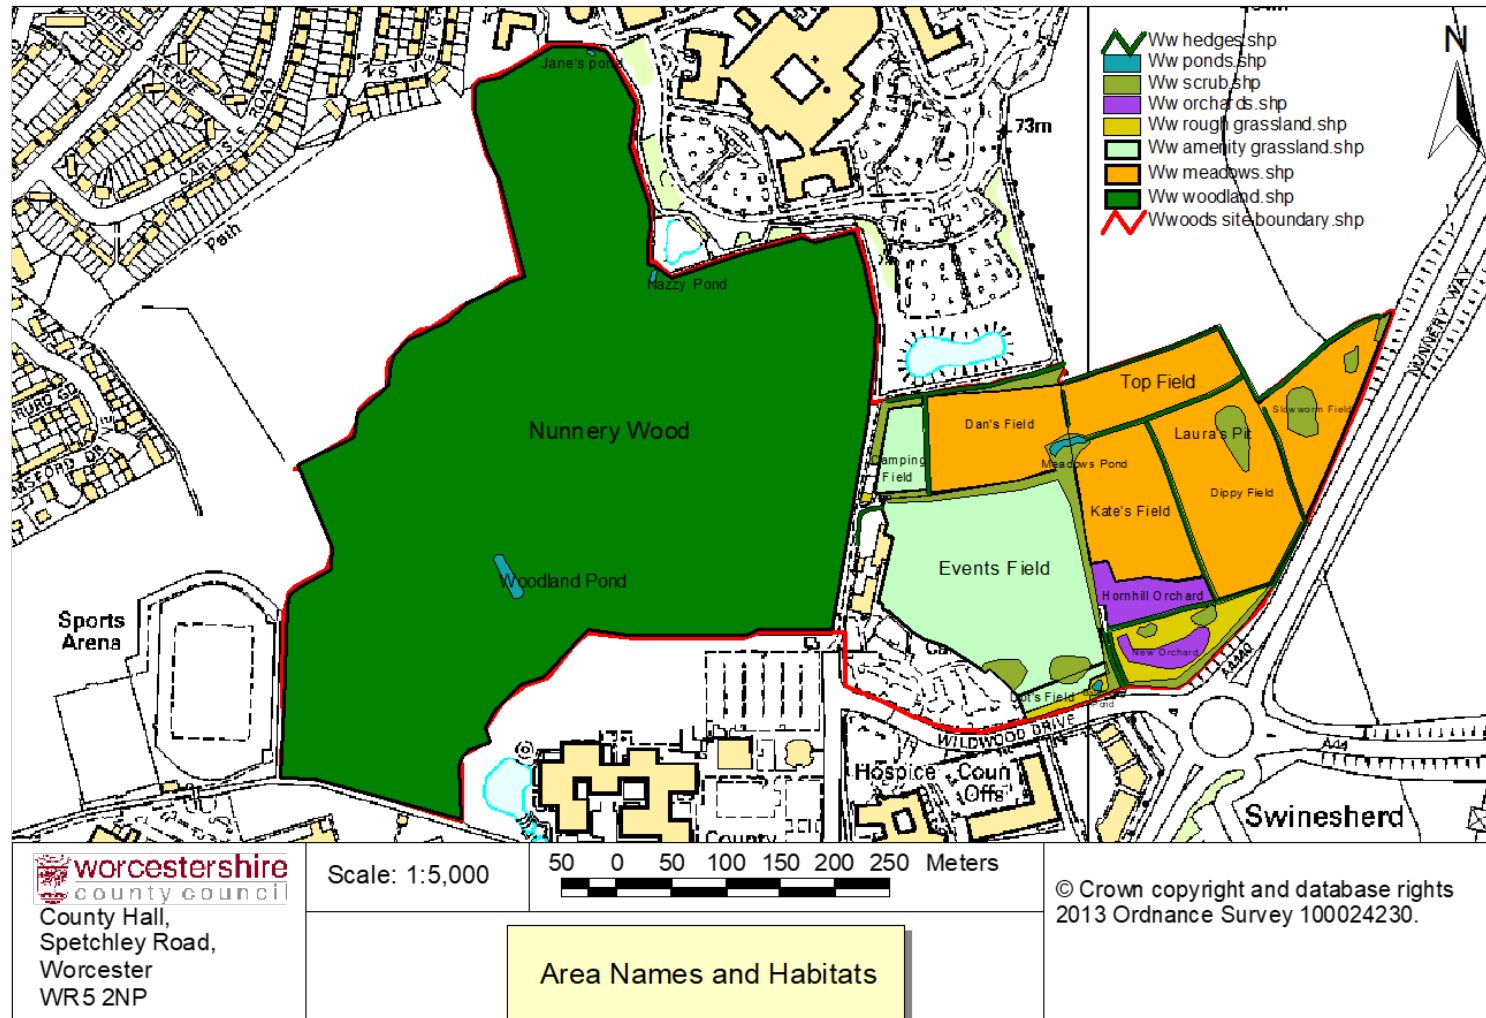 Jane's pond
Ww hedges.shp
Ww ponds.shp
Ww scrub.shp
Ww orchards.shp
Ww rough grassland.shp
Ww amenity grassland.shp
Ww meadows.shp
Ww woodland.shp
Wwoods site boundary.shp
N
73m
Path
NUNNERY WAY
Nazzy Pond
Top Field
Slowworm Field
Dan's Field
Nunnery Wood
Laura's Pit
Camping
Field
Meadows Pond
Dippy Field
Kate's Field
Events Field
Woodland Pond
Hornhill Orchard
Sports
Arena
New Orchard
Dot's Field
Pond
A440
WILDWOOD DRIVE
A44
Hospice
Coun
Offs
Swinesherd
County
worcestershire
county council
County Hall,
Spetchley Road,
Worcester
WR5 2NP
Scale: 1:5,000
50 0 50 100 150 200 250 Meters
© Crown copyright and database rights
2013 Ordnance Survey 100024230.
Area Names and Habitats